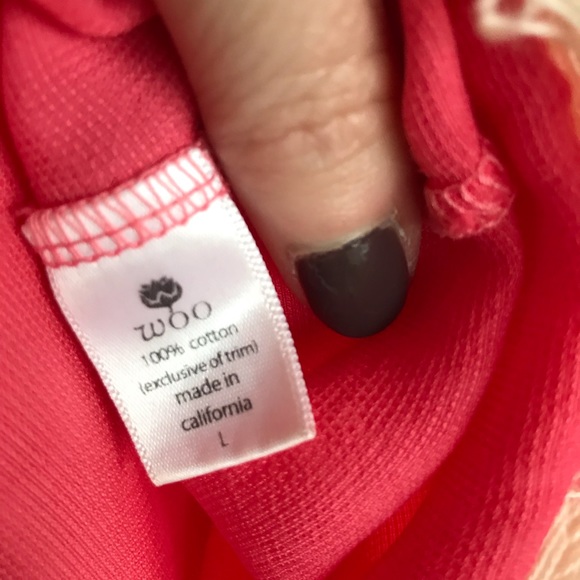 woo
100% cotton
(exclusive of trim)
made in
california
L